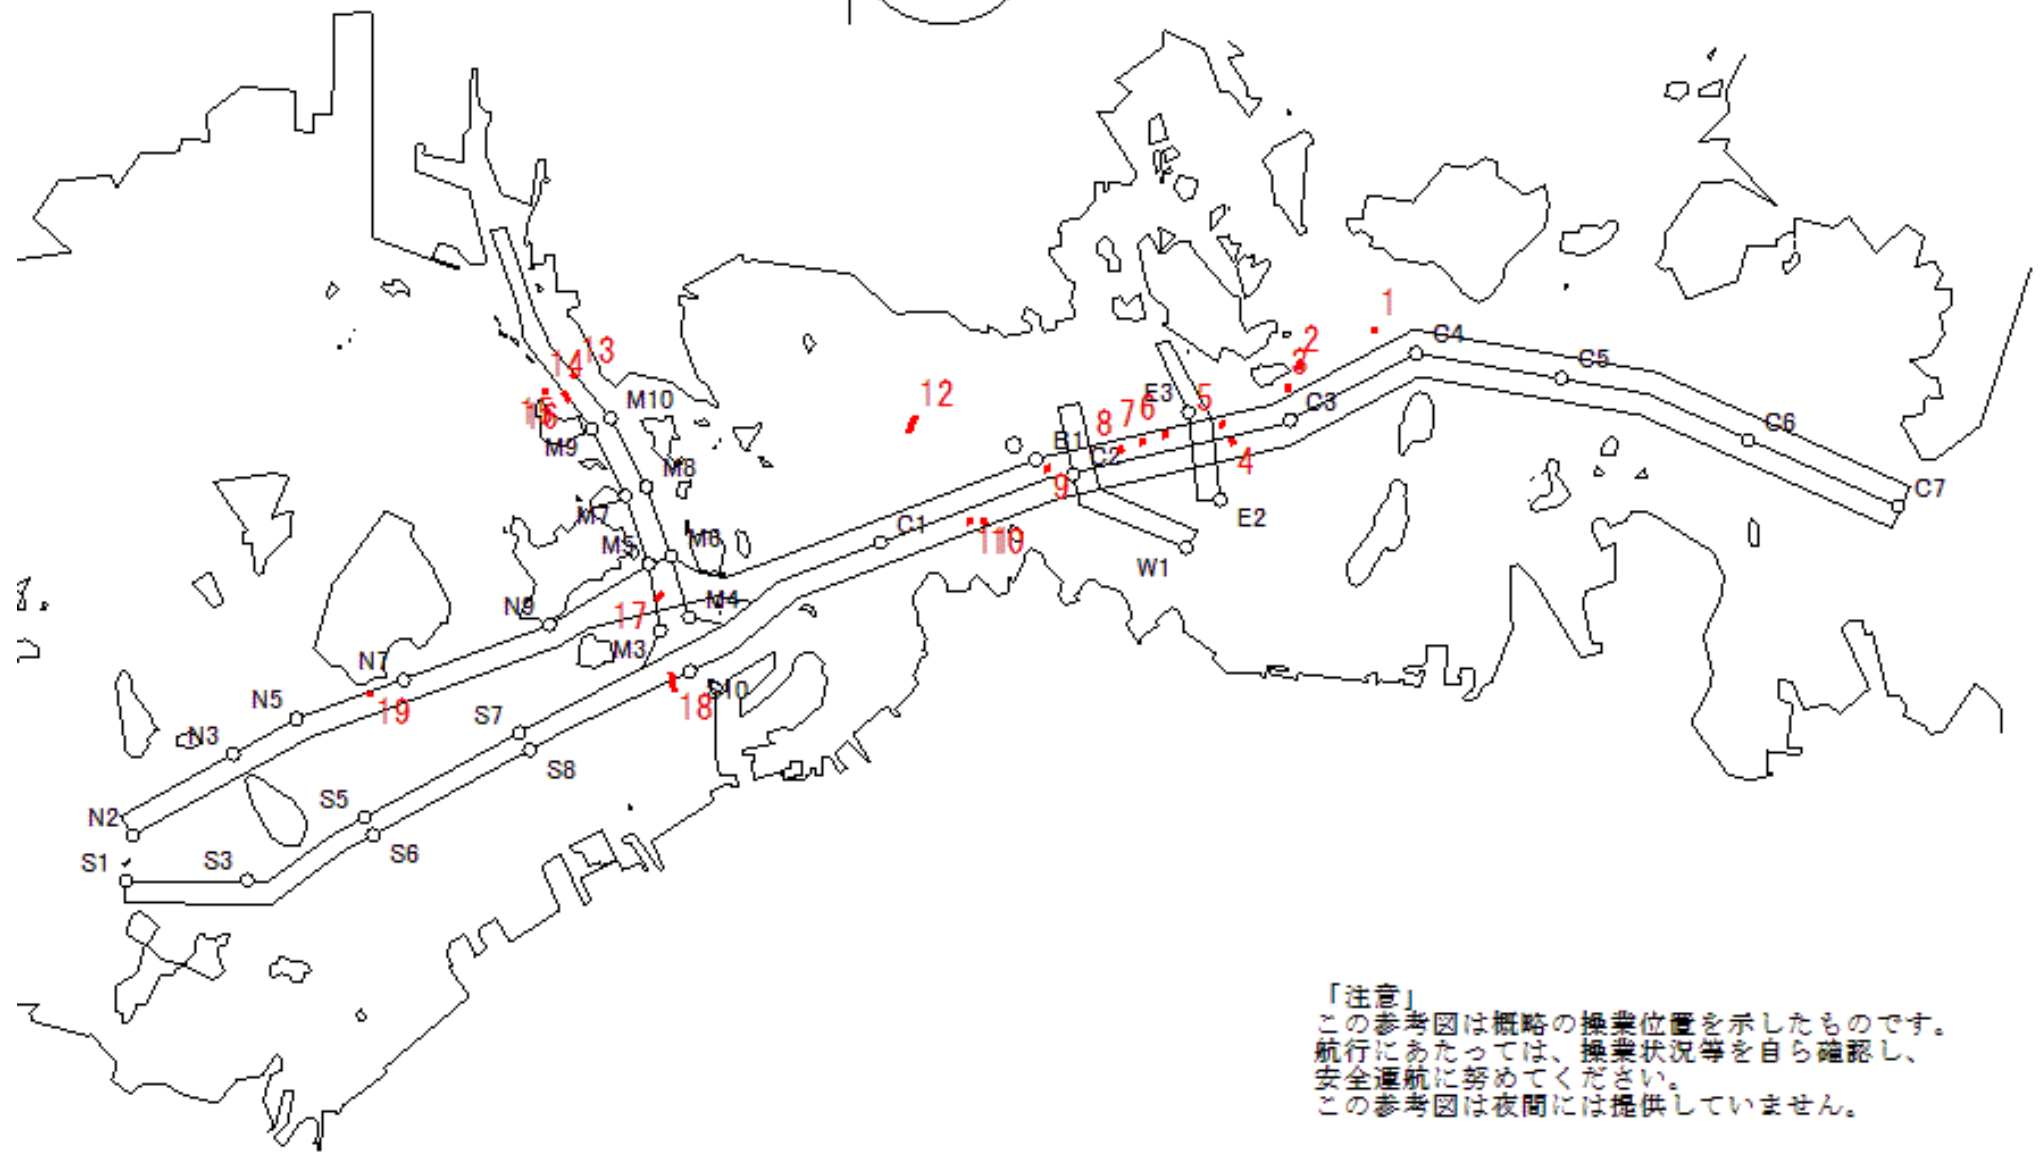 1
C4
2
3
C5
13
14
M10
12
E3
5
C3
15
16
7
6
8
M9
B1
C2
4
C6
M8
9
C7
M7
E2
C1
M5
M6
11
10
W1
N9
M4
17
M3
N7
N5
19
18
S7
N3
S8
S5
N2
S6
S1
S3
「注意」
この参考図は概略の操業位置を示したものです。
航行にあたっては、操業状況等を自ら確認し、
安全運航に努めてください。
この参考図は夜間には提供していません。